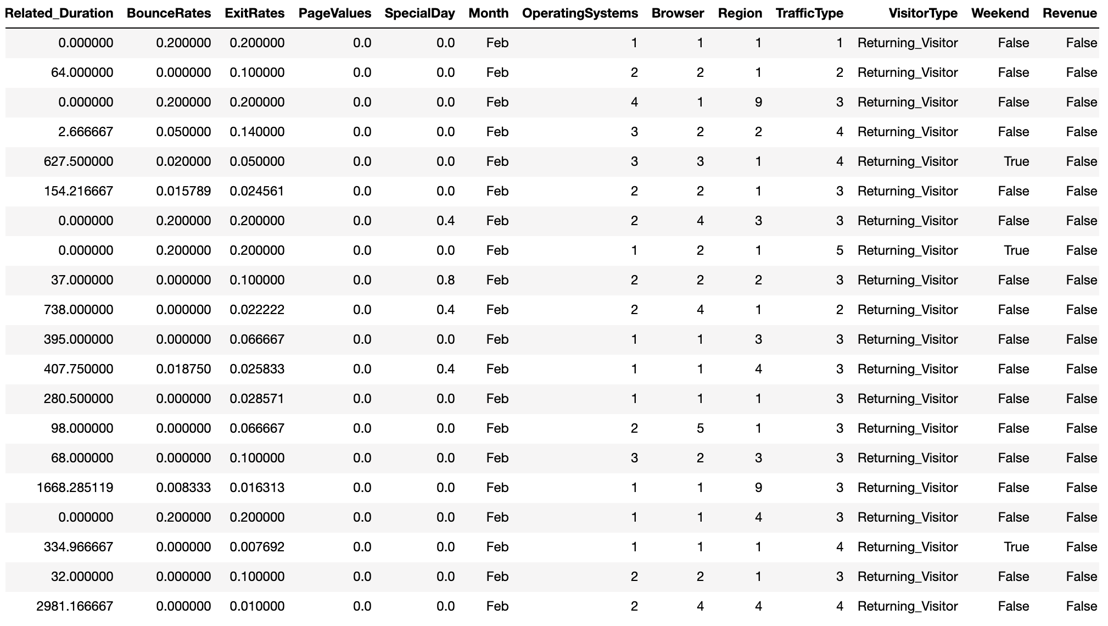 Related_Duration BounceRates ExitRates PageValues SpecialDay Month OperatingSystems Browser Region TrafficType VisitorType Weekend Revenue
0.000000 0.200000 0.200000 0.0 0.0 Feb 1 1 1 1 Returning_Visitor False False
64.000000 0.000000 0.100000 0.0 0.0 Feb 2 2 1 2 Returning_Visitor False False
0.000000 0.200000 0.200000 0.0 0.0 Feb 4 1 9 3 Returning_Visitor False False
2.666667 0.050000 0.140000 0.0 0.0 Feb 3 2 2 4 Returning_Visitor False False
627.500000 0.020000 0.050000 0.0 0.0 Feb 3 3 1 4 Returning_Visitor True False
154.216667 0.015789 0.024561 0.0 0.0 Feb 2 2 1 3 Returning_Visitor False False
0.000000 0.200000 0.200000 0.0 0.4 Feb 2 4 3 3 Returning_Visitor False False
0.000000 0.200000 0.200000 0.0 0.0 Feb 1 2 1 5 Returning_Visitor True False
37.000000 0.000000 0.100000 0.0 0.8 Feb 2 2 2 3 Returning_Visitor False False
738.000000 0.000000 0.022222 0.0 0.4 Feb 2 4 1 2 Returning_Visitor False False
395.000000 0.000000 0.066667 0.0 0.0 Feb 1 1 3 3 Returning_Visitor False False
407.750000 0.018750 0.025833 0.0 0.4 Feb 1 1 4 3 Returning_Visitor False False
280.500000 0.000000 0.028571 0.0 0.0 Feb 1 1 1 3 Returning_Visitor False False
98.000000 0.000000 0.066667 0.0 0.0 Feb 2 5 1 3 Returning_Visitor False False
68.000000 0.000000 0.100000 0.0 0.0 Feb 3 2 3 3 Returning_Visitor False False
1668.285119 0.008333 0.016313 0.0 0.0 Feb 1 1 9 3 Returning_Visitor False False
0.000000 0.200000 0.200000 0.0 0.0 Feb 1 1 4 3 Returning_Visitor False False
334.966667 0.000000 0.007692 0.0 0.0 Feb 1 1 1 4 Returning_Visitor True False
32.000000 0.000000 0.100000 0.0 0.0 Feb 2 2 1 3 Returning_Visitor False False
2981.166667 0.000000 0.010000 0.0 0.0 Feb 2 4 4 4 Returning_Visitor False False